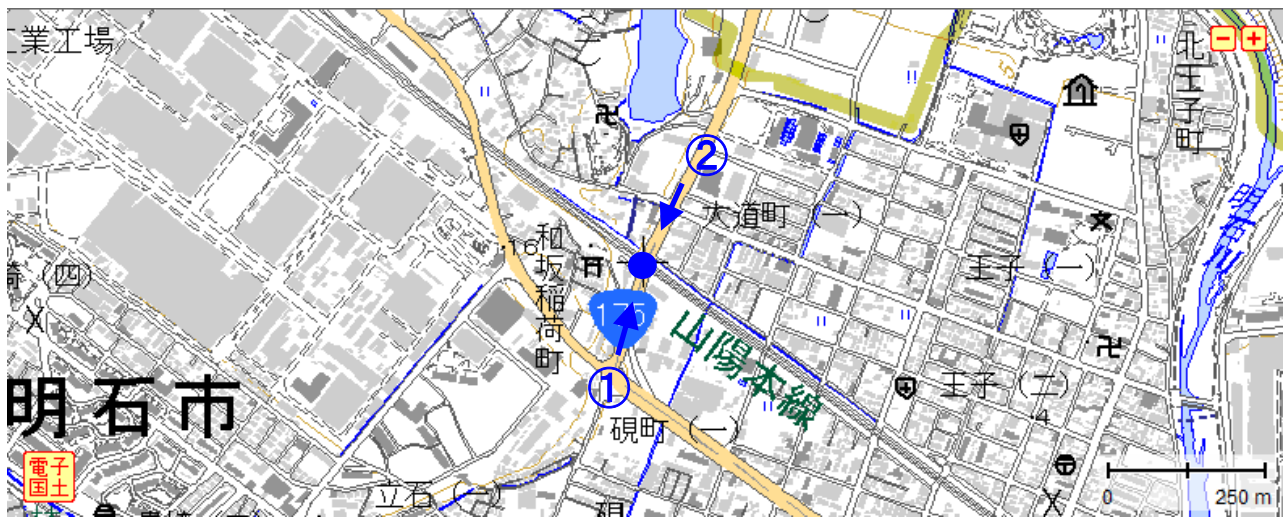 工業工場
北王子町
②
大道町（一）
・16
和坂稲荷町
崎（四）
王子（一）
175
山陽本線
①
王子（二）
・4
明石市
硯町（一）
電子国土
立石（一）
硯
0
250 m